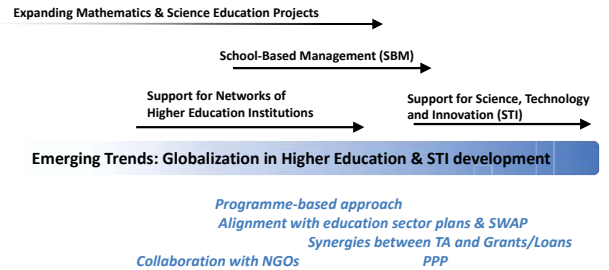 Expanding Mathematics & Science Education Projects
School-Based Management (SBM)
Support for Networks of
Higher Education Institutions
Support for Science, Technology
and Innovation (STI)
Emerging Trends: Globalization in Higher Education & STI development
Programme-based approach
Alignment with education sector plans & SWAP
Synergies between TA and Grants/Loans
Collaboration with NGOs
PPP